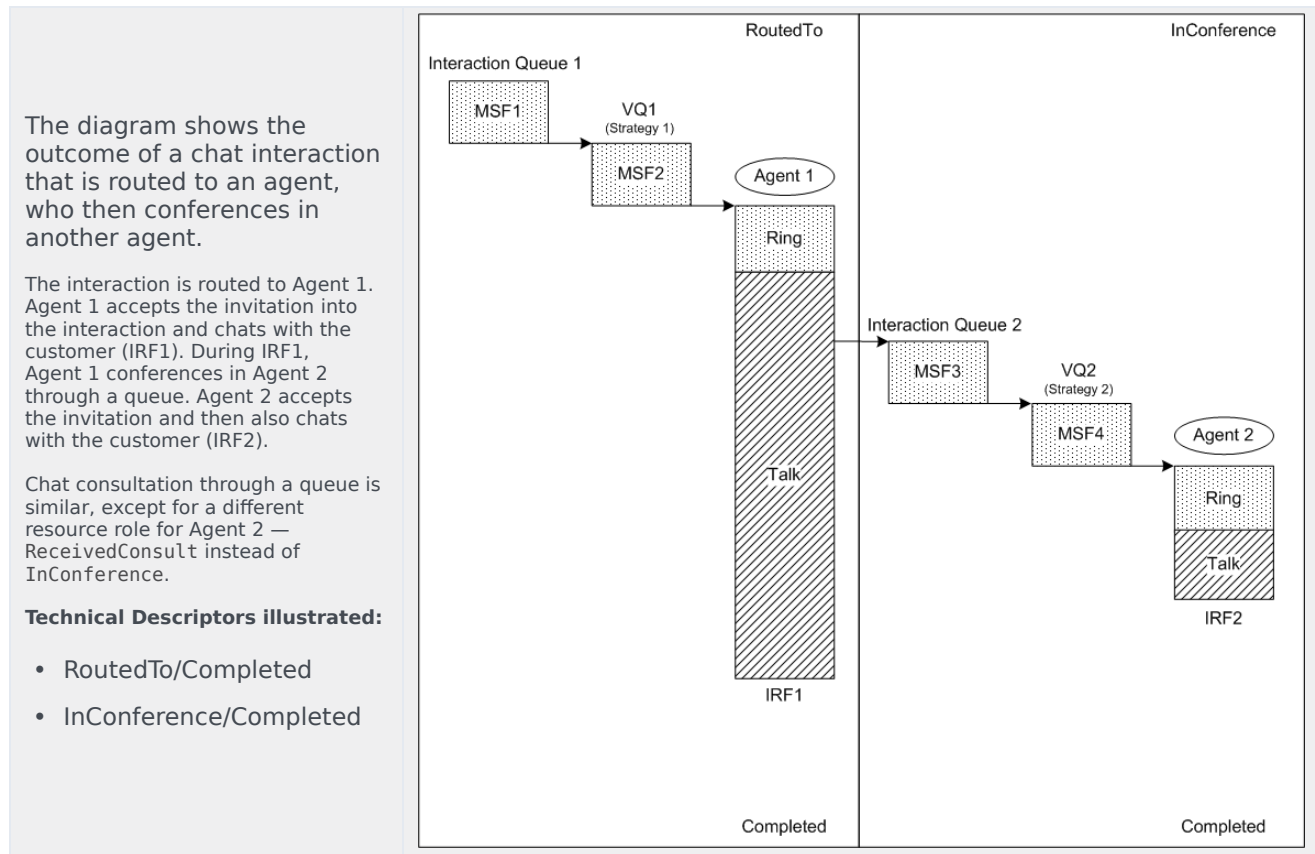 The diagram shows the
outcome of a chat interaction
that is routed to an agent,
who then conferences in
another agent.
The interaction is routed to Agent 1.
Agent 1 accepts the invitation into
the interaction and chats with the
customer (IRF1). During IRF1,
Agent 1 conferences in Agent 2
through a queue. Agent 2 accepts
the invitation and then also chats
with the customer (IRF2).
Chat consultation through a queue is
similar, except for a different
resource role for Agent 2 —
ReceivedConsult instead of
InConference.
Technical Descriptors illustrated:
• RoutedTo/Completed
• InConference/Completed
RoutedTo
Interaction Queue 1
MSF1
VQ1
(Strategy 1)
MSF2
Agent 1
Ring
Talk
IRF1
Completed
InConference
Interaction Queue 2
MSF3
VQ2
(Strategy 2)
MSF4
Agent 2
Ring
Talk
IRF2
Completed